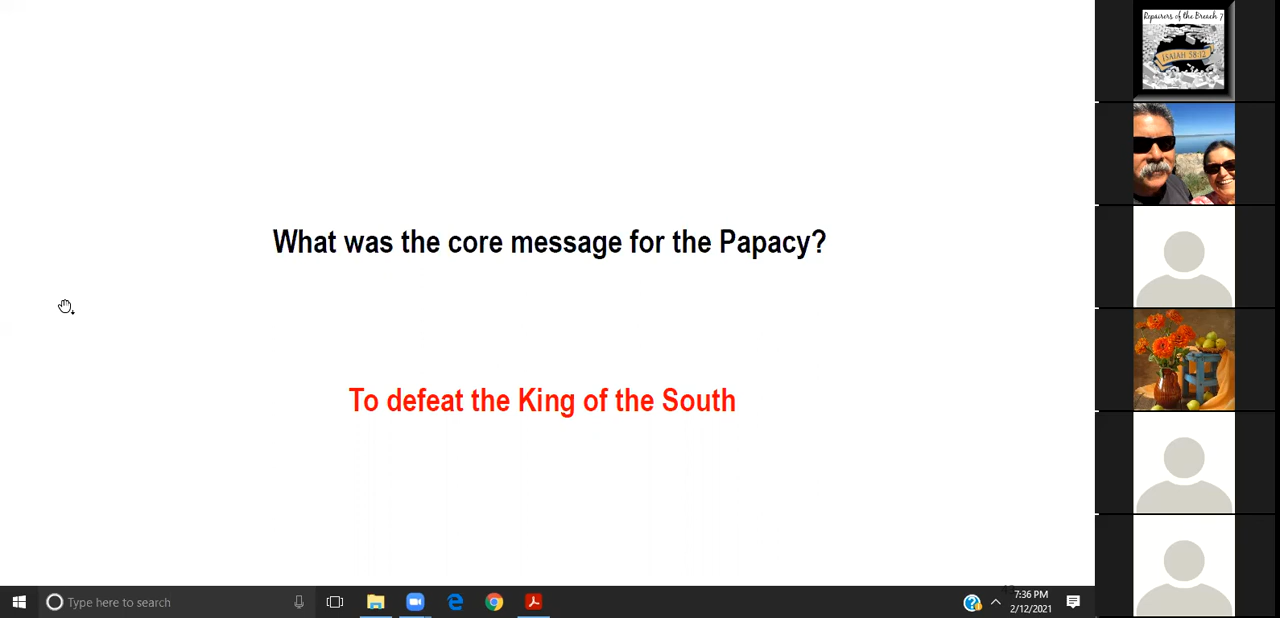 What was the core message for the Papacy?
To defeat the King of the South
Repairers of the Breach 7
ISAIAH 58:12
Type here to search
7:36 PM
2/12/2021